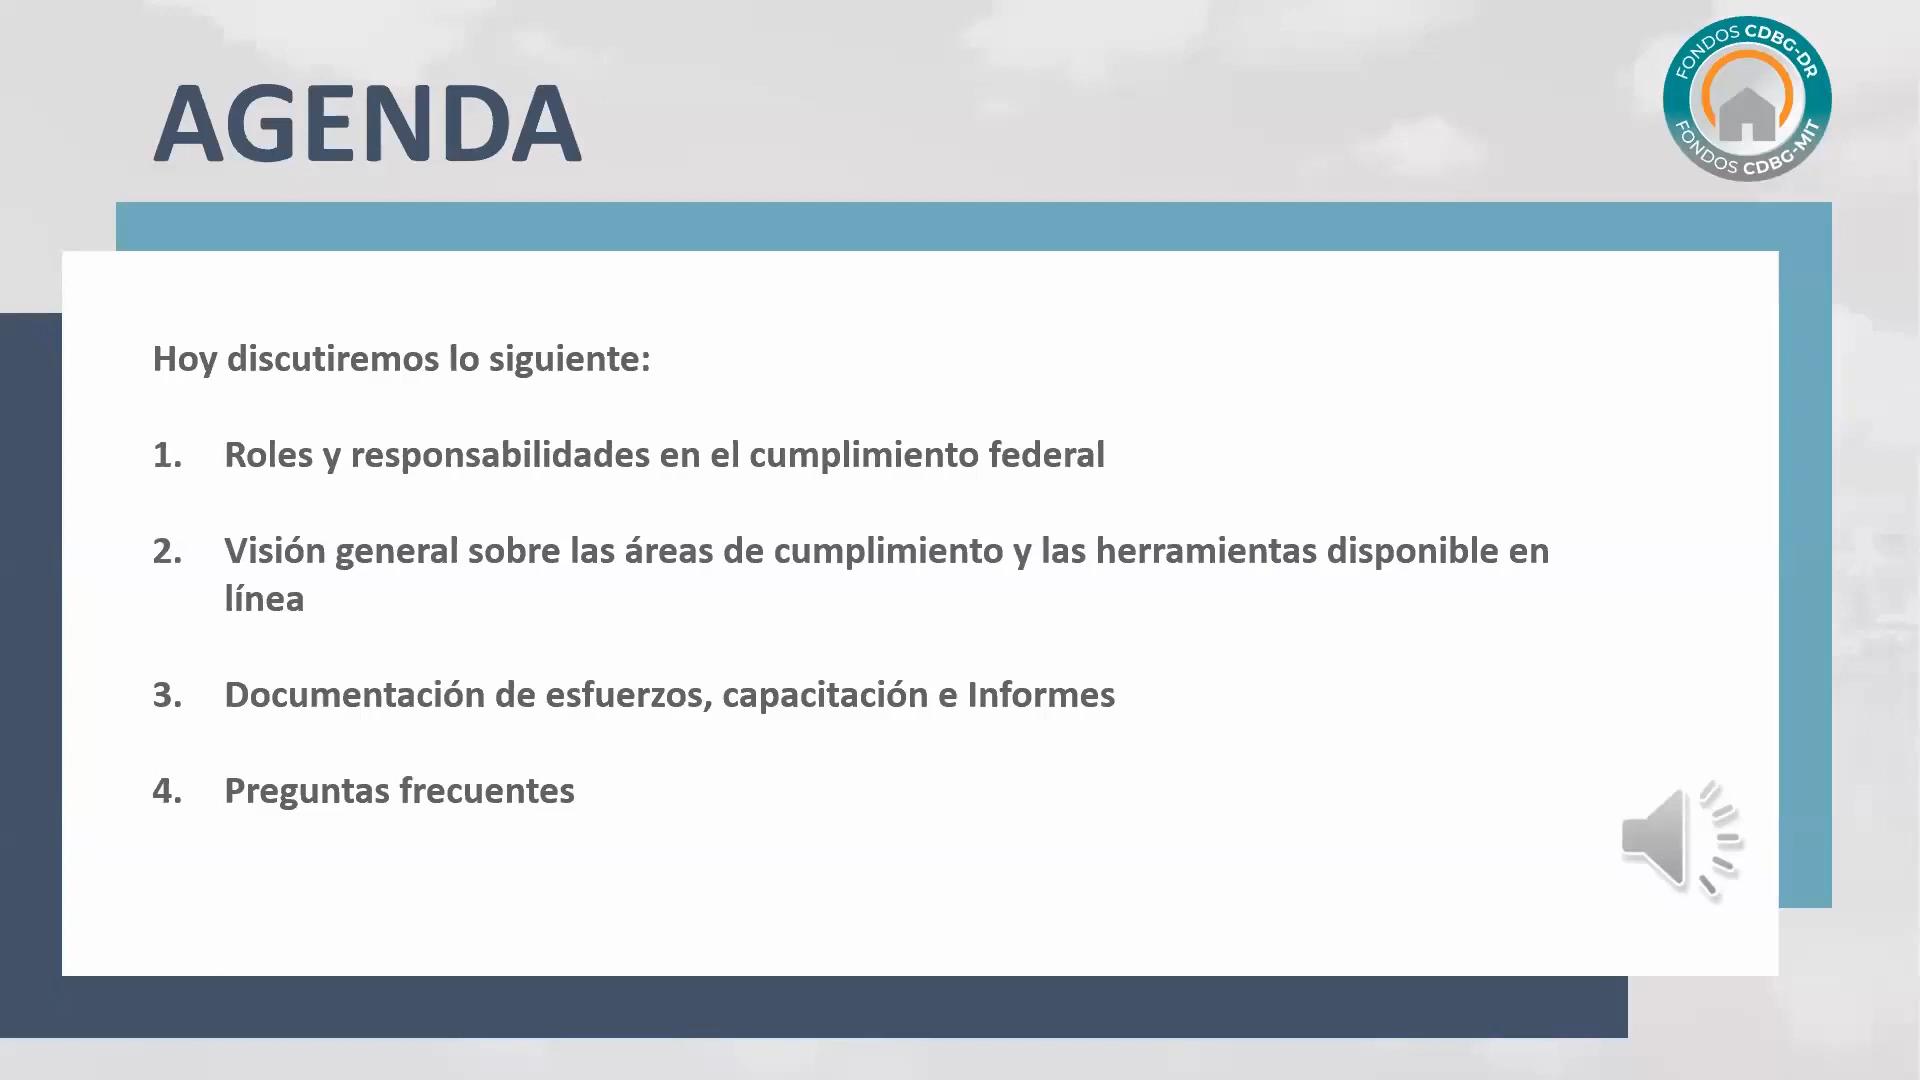 AGENDA
FONDOS CDBG-DR
FONDOS CDBG-MIT
Hoy discutiremos lo siguiente:
1. Roles y responsabilidades en el cumplimiento federal
2. Visión general sobre las áreas de cumplimiento y las herramientas disponible en
línea
3. Documentación de esfuerzos, capacitación e Informes
4. Preguntas frecuentes